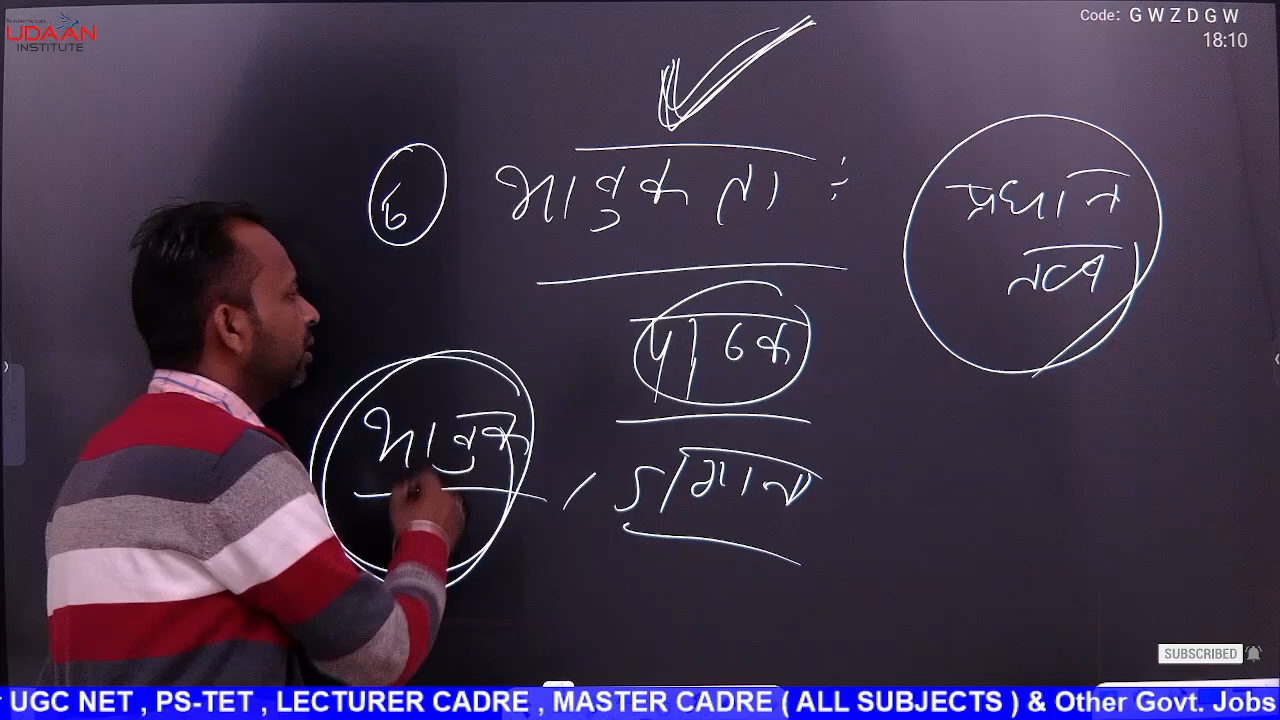 UDAAN
INSTITUTE
Code: G W Z D G W
18:10
6 भावुकता :-
प्रधान
तत्व
पाठक
भावुक
SUBSCRIBED
UGC NET , PS-TET , LECTURER CADRE , MASTER CADRE ( ALL SUBJECTS ) & Other Govt. Jobs